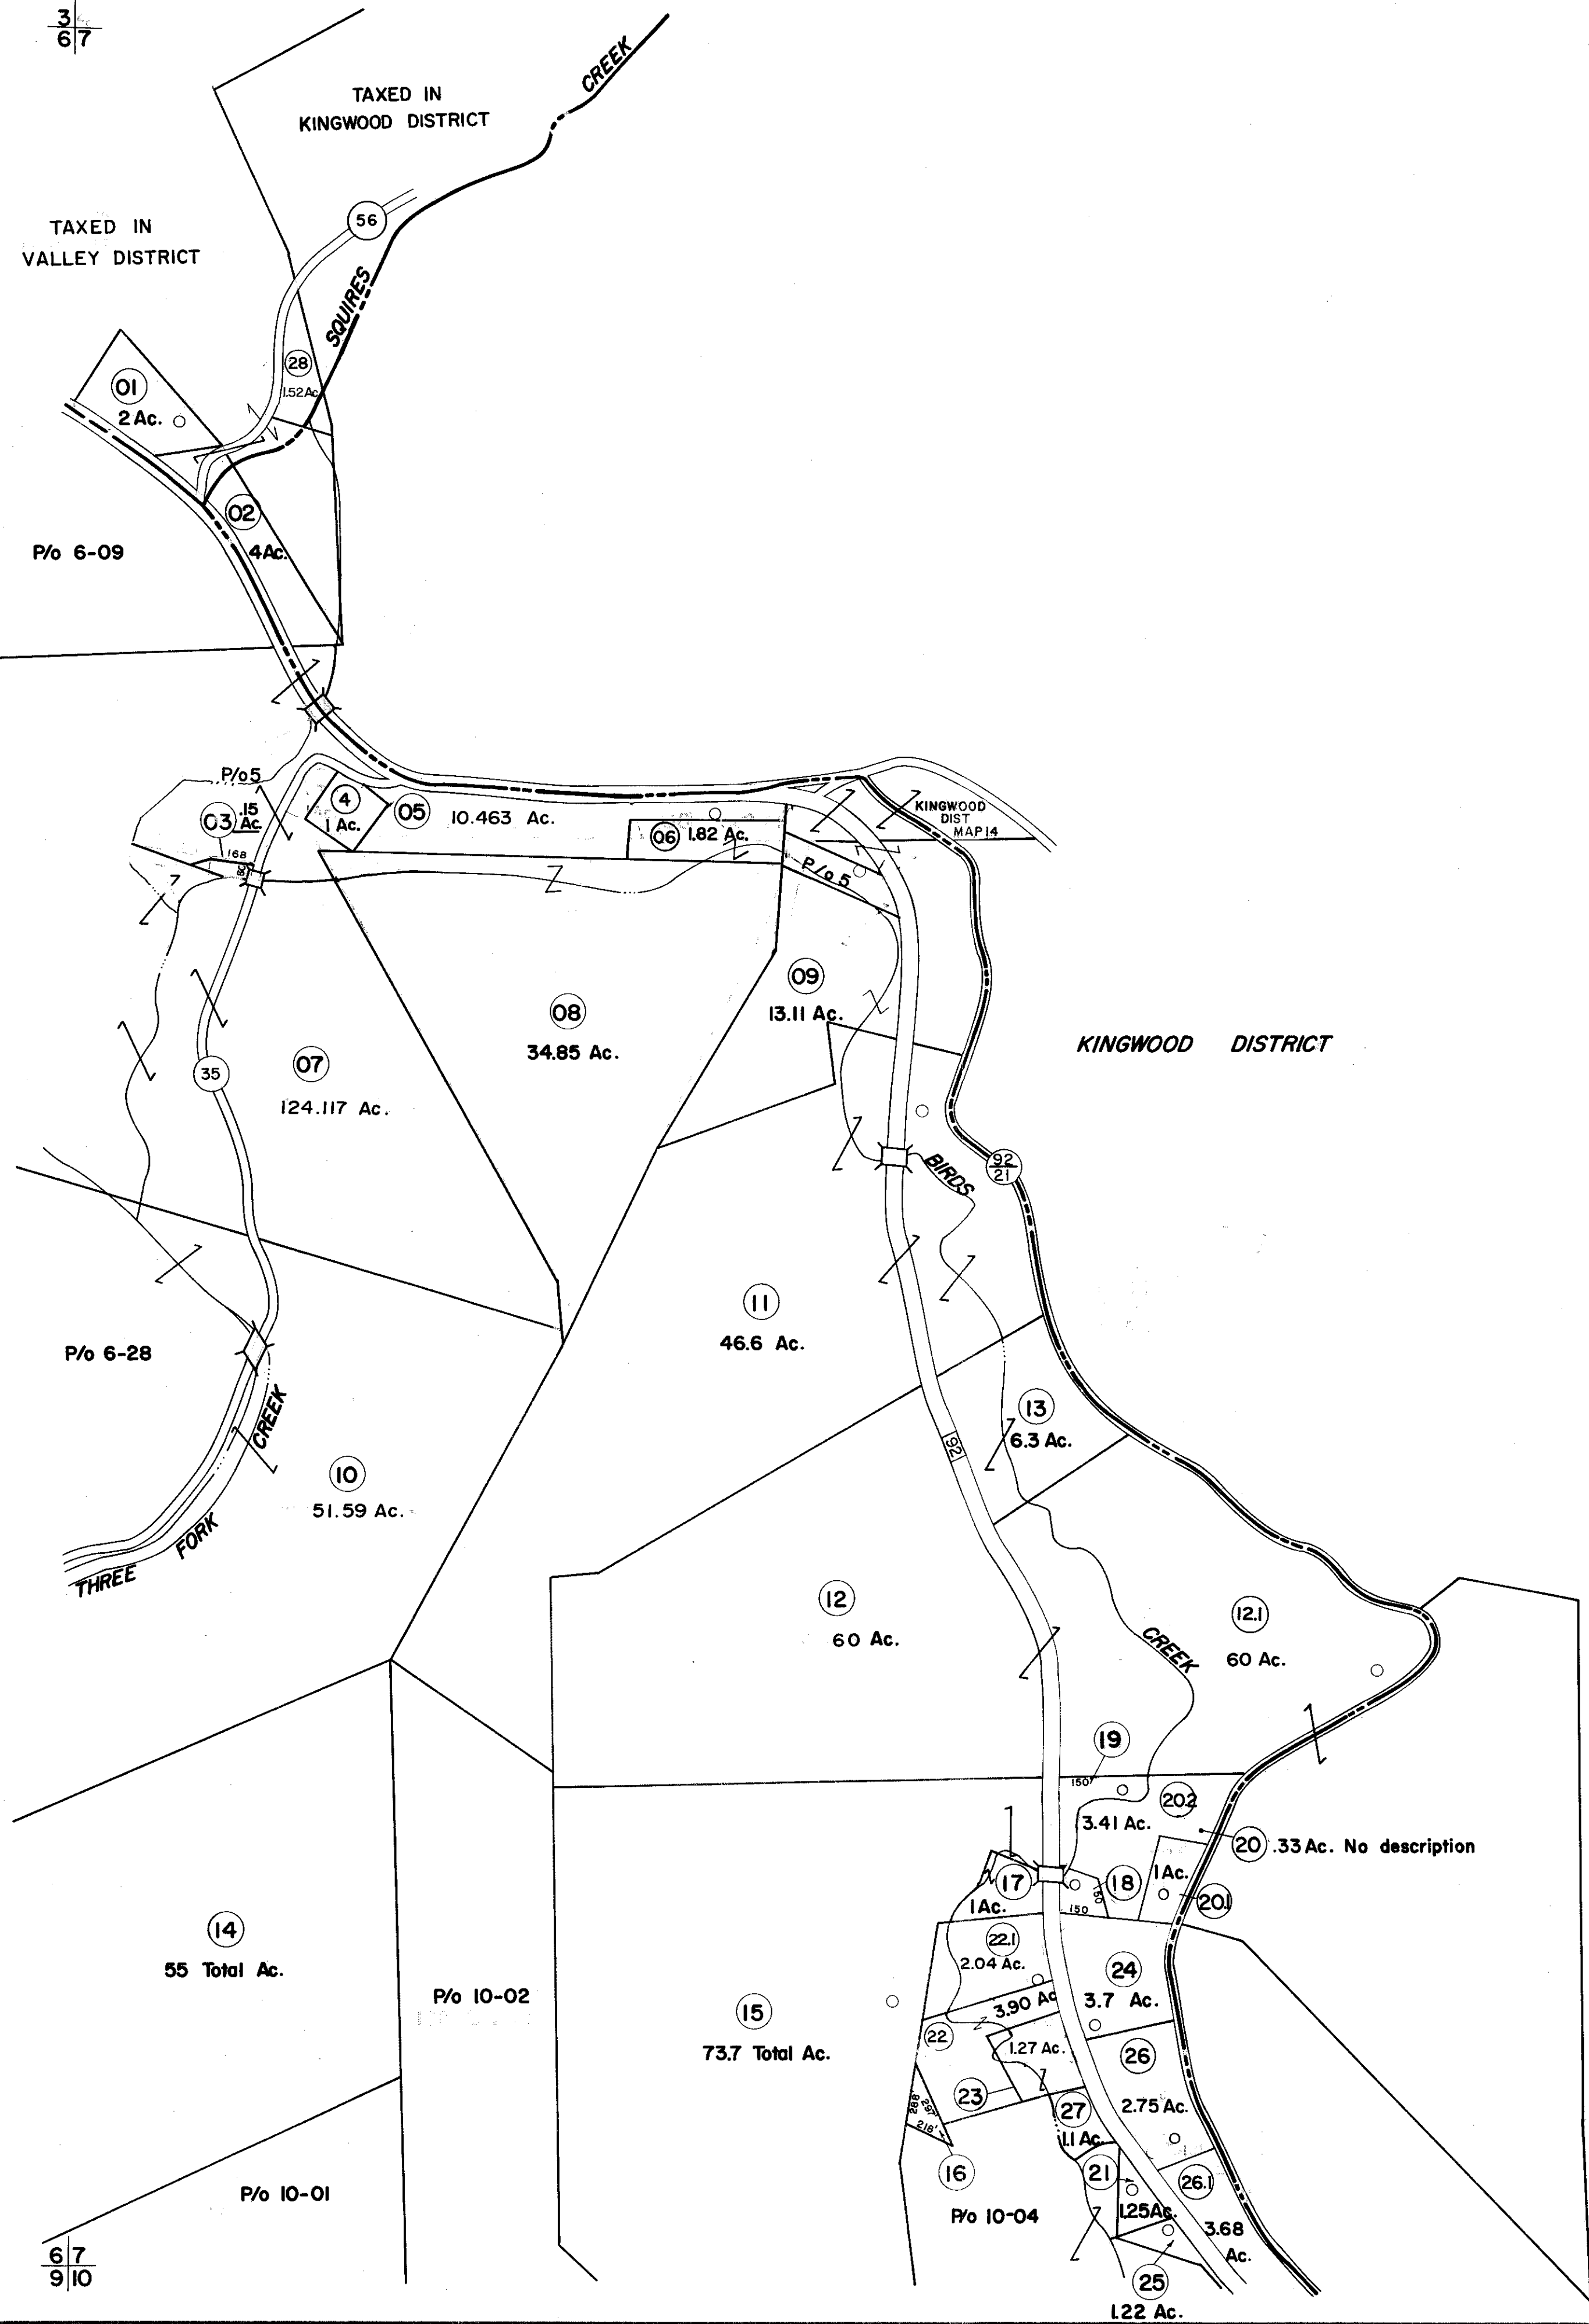 3
6 7
TAXED IN
KINGWOOD DISTRICT
CREEK
56
TAXED IN
VALLEY DISTRICT
SQUIRES
28
1.52 Ac
01
2 Ac.
02
4 Ac.
P/o 6-09
P/o 5
03 .15
Ac.
168
4
1 Ac.
05 10.463 Ac.
06 1.82 Ac.
KINGWOOD
DIST
MAP 14
P/o 5
09
13.11 Ac.
08
34.85 Ac.
KINGWOOD DISTRICT
35
07
124.117 Ac.
92
21
BIRDS
11
46.6 Ac.
P/o 6-28
CREEK
13
6.3 Ac.
92
10
51.59 Ac.
FORK
THREE
12
60 Ac.
12.1
60 Ac.
CREEK
19
150'
20.2
3.41 Ac.
20 .33 Ac. No description
1 Ac.
17
18
20.1
1 Ac.
150
50
14
55 Total Ac.
22.1
2.04 Ac.
24
3.7 Ac.
P/o 10-02
15
73.7 Total Ac.
3.90 Ac
22
1.27 Ac.
26
23
2.75 Ac.
288'
297'
218'
27
1.1 Ac.
16
21
26.1
P/o 10-01
P/o 10-04
1.25 Ac.
3.68
Ac.
6 7
9 10
25
1.22 Ac.